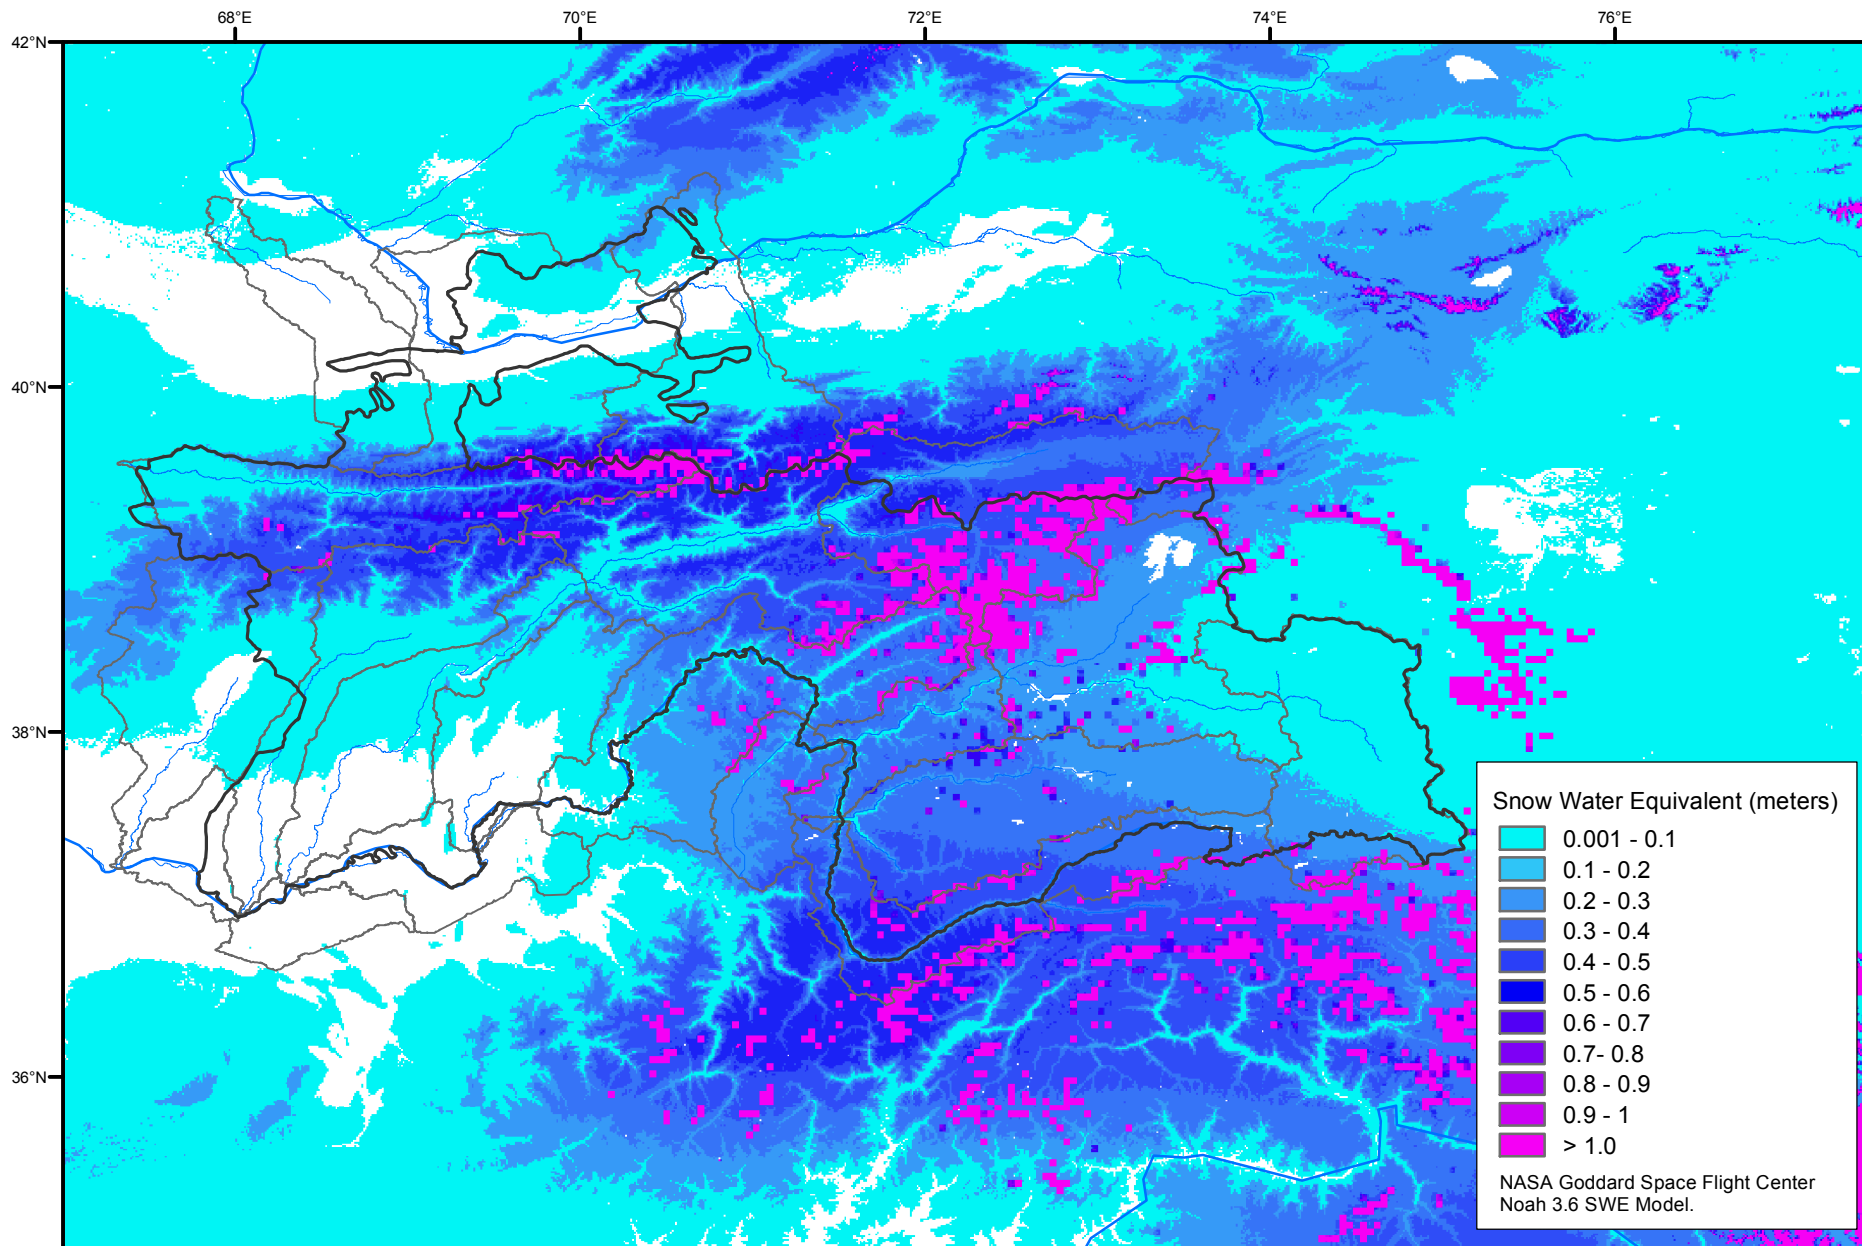 68°E 70°E 72°E 74°E 76°E
42°N
40°N
38°N
36°N
Snow Water Equivalent (meters)
0.001 - 0.1
0.1 - 0.2
0.2 - 0.3
0.3 - 0.4
0.4 - 0.5
0.5 - 0.6
0.6 - 0.7
0.7- 0.8
0.8 - 0.9
0.9 - 1
> 1.0
NASA Goddard Space Flight Center
Noah 3.6 SWE Model.